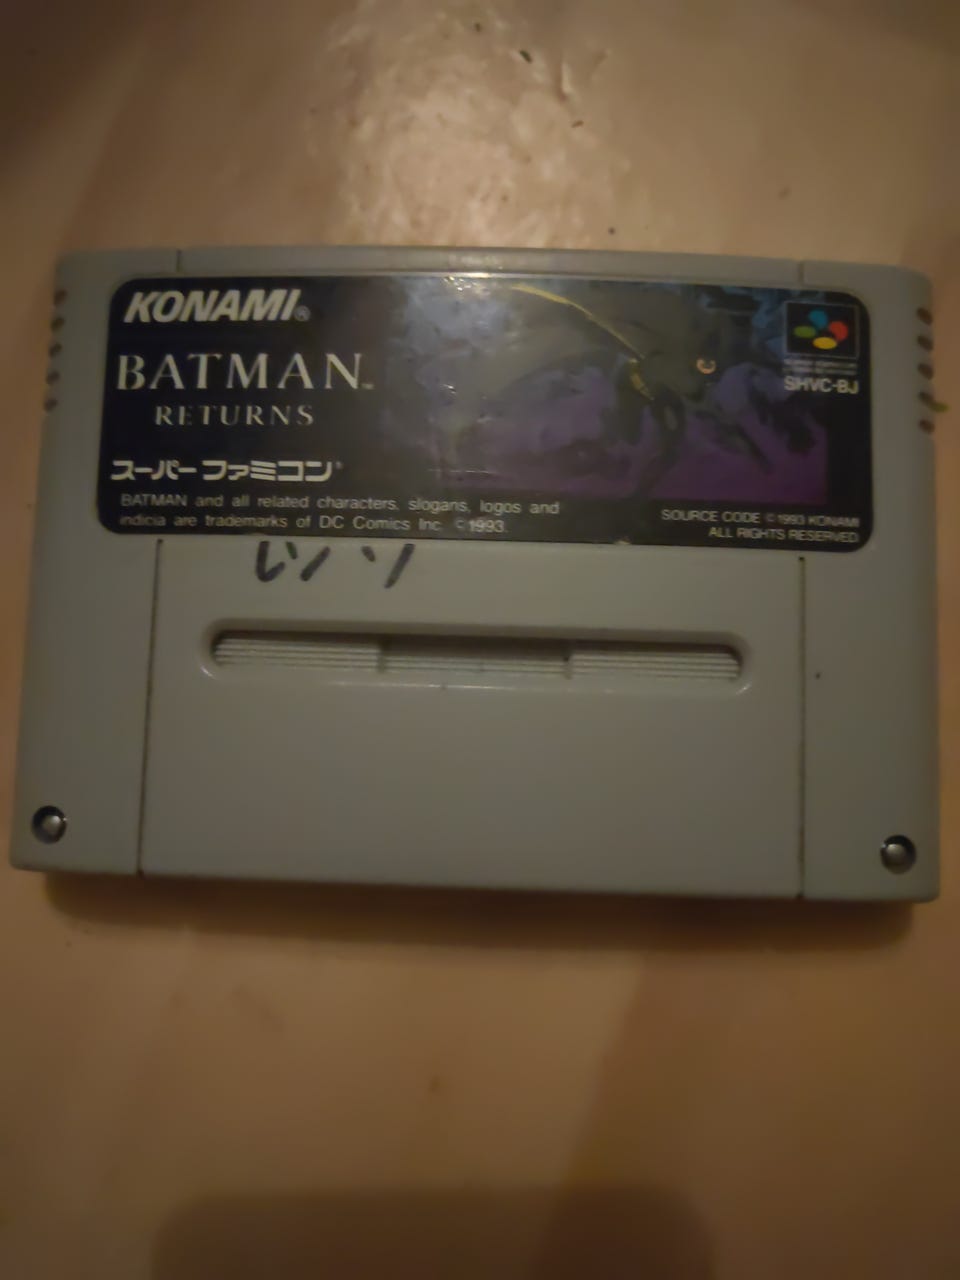 KONAMI®
BATMAN™
RETURNS
スーパーファミコン®
BATMAN and all related characters, slogans, logos and
indicia are trademarks of DC Comics Inc. ©1993.
SHVC-BJ
SOURCE CODE ©1993 KONAMI
ALL RIGHTS RESERVED